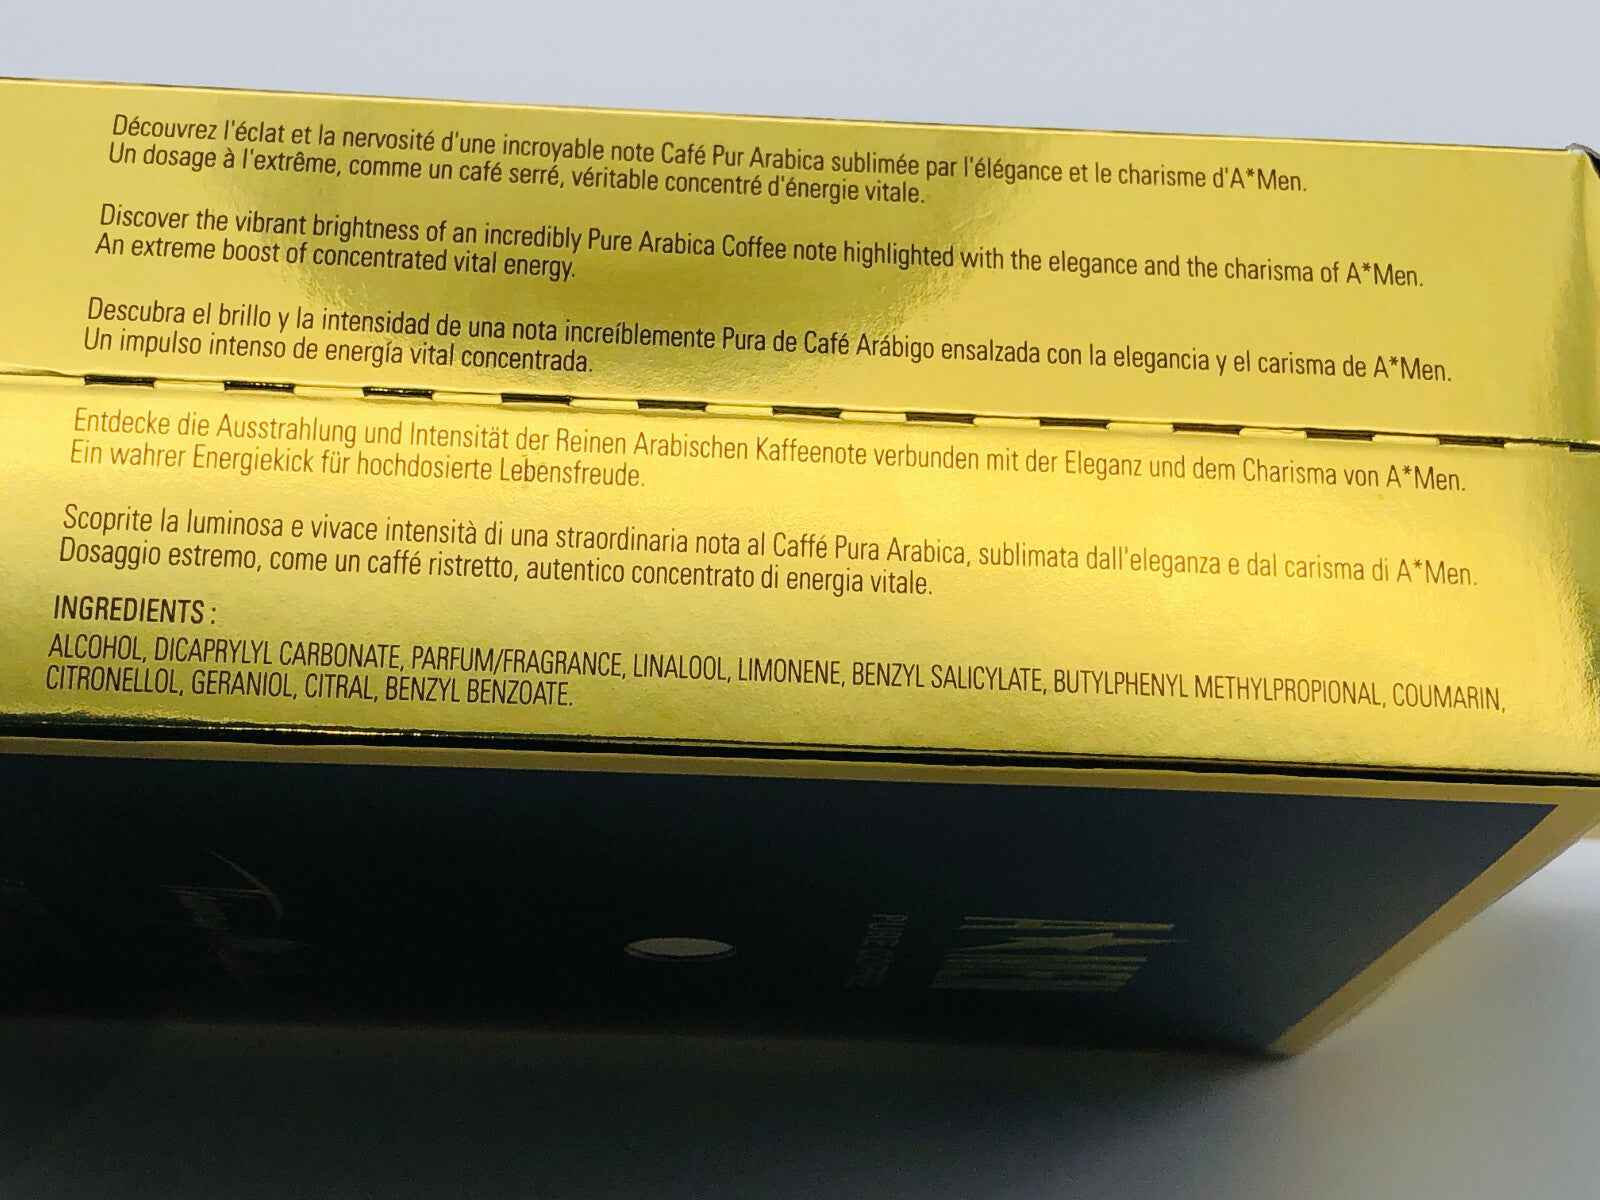 Découvrez l'éclat et la nervosité d'une incroyable note Café Pur Arabica sublimée par l'élégance et le charisme d'A*Men.
Un dosage à l'extrême, comme un café serré, véritable concentré d'énergie vitale.
Discover the vibrant brightness of an incredibly Pure Arabica Coffee note highlighted with the elegance and the charisma of A*Men.
An extreme boost of concentrated vital energy.
Descubra el brillo y la intensidad de una nota increíblemente Pura de Café Arábigo ensalzada con la elegancia y el carisma de A*Men.
Un impulso intenso de energía vital concentrada.
Entdecke die Ausstrahlung und Intensität der Reinen Arabischen Kaffeenote verbunden mit der Eleganz und dem Charisma von A*Men.
Ein wahrer Energiekick für hochdosierte Lebensfreude.
Scoprite la luminosa e vivace intensità di una straordinaria nota al Caffé Pura Arabica, sublimata dall'eleganza e dal carisma di A*Men.
Dosaggio estremo, come un caffé ristretto, autentico concentrato di energia vitale.
INGREDIENTS :
ALCOHOL, DICAPRYLYL CARBONATE, PARFUM/FRAGRANCE, LINALOOL, LIMONENE, BENZYL SALICYLATE, BUTYLPHENYL METHYLPROPIONAL, COUMARIN,
CITRONELLOL, GERANIOL, CITRAL, BENZYL BENZOATE.
PURE